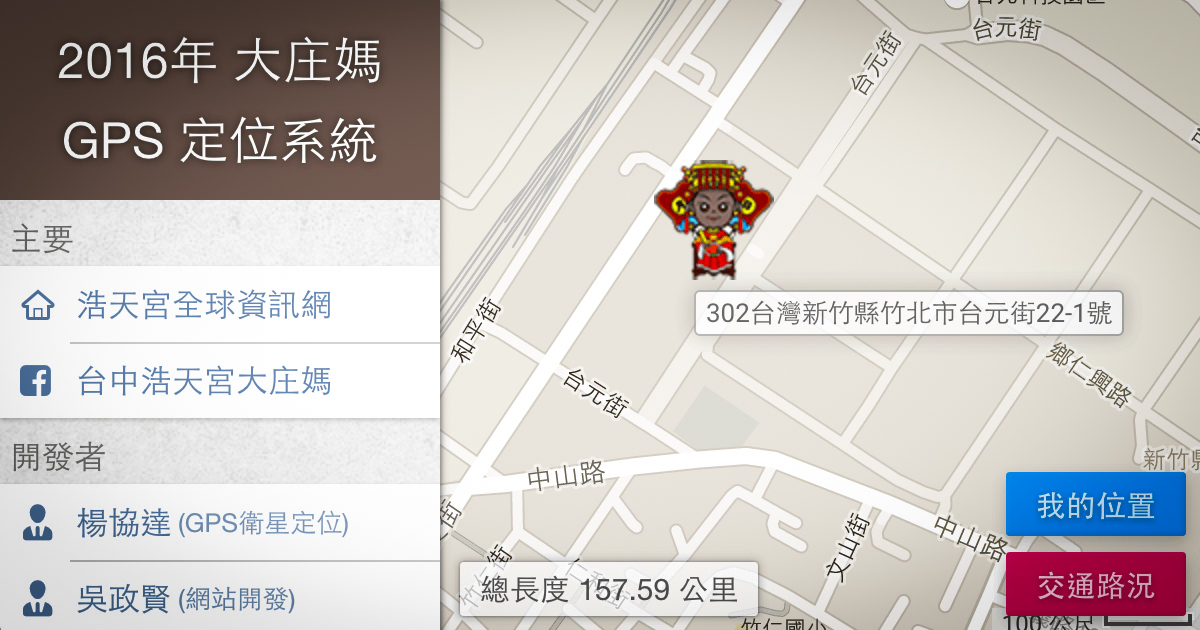 2016年 大庄媽
GPS 定位系統
主要
浩天宮全球資訊網
台中浩天宮大庄媽
開發者
楊協達 (GPS衛星定位)
吳政賢 (網站開發)
台元街
台元街
302台灣新竹縣竹北市台元街22-1號
和平街
台元街
鄉仁興路
中山路
新竹縣
我的位置
中山路
文山街
總長度 157.59 公里
交通路況
竹仁國小
100 公尺